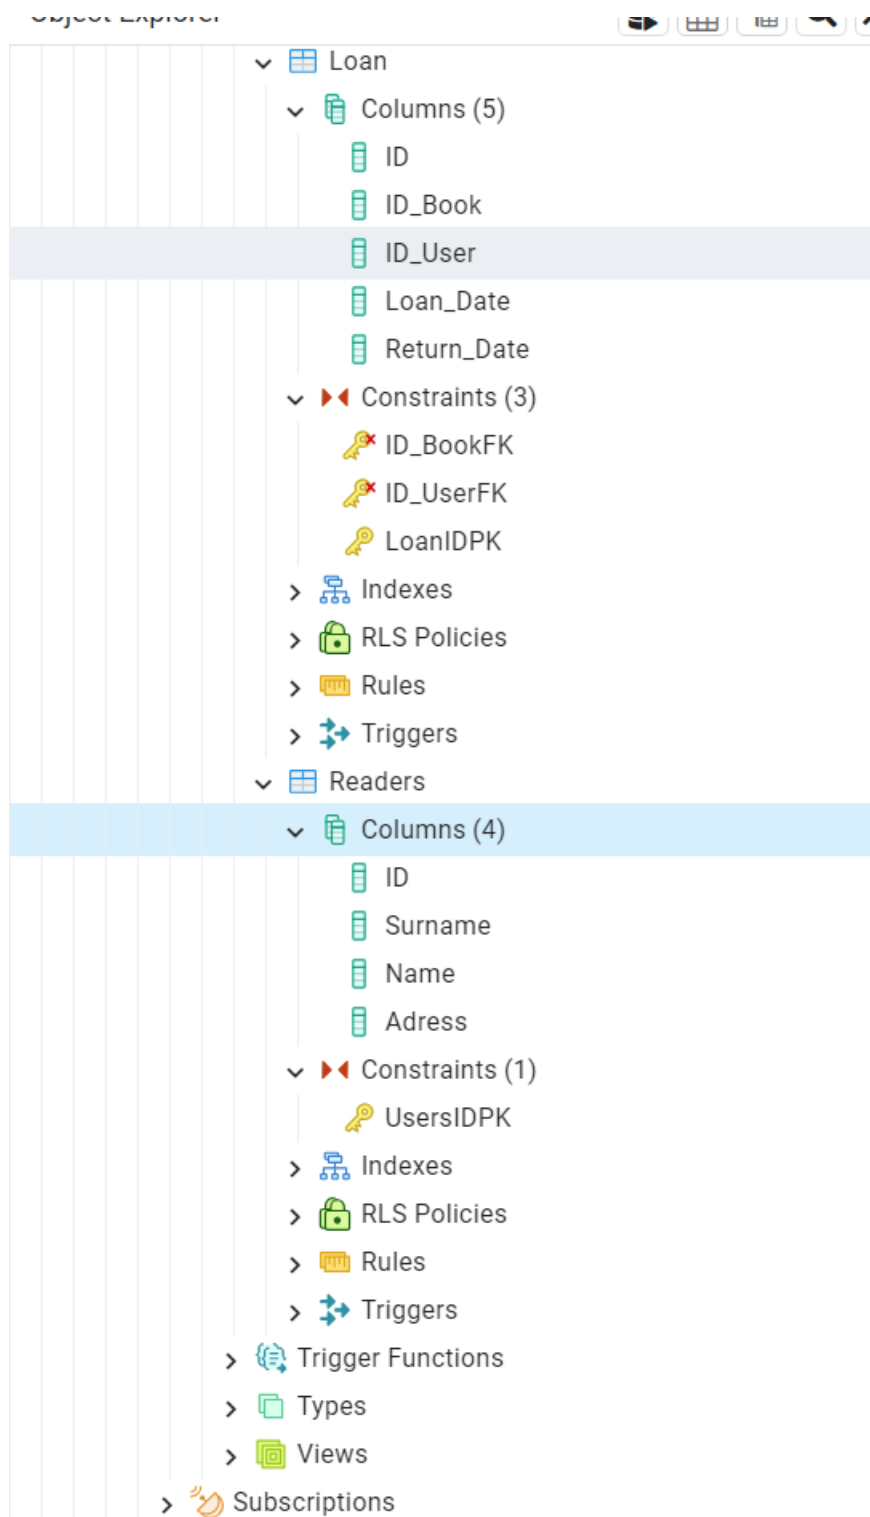 Object Explorer
Loan
Columns (5)
ID
ID_Book
ID_User
Loan_Date
Return_Date
Constraints (3)
ID_BookFK
ID_UserFK
LoanIDPK
Indexes
RLS Policies
Rules
Triggers
Readers
Columns (4)
ID
Surname
Name
Adress
Constraints (1)
UsersIDPK
Indexes
RLS Policies
Rules
Triggers
Trigger Functions
Types
Views
Subscriptions